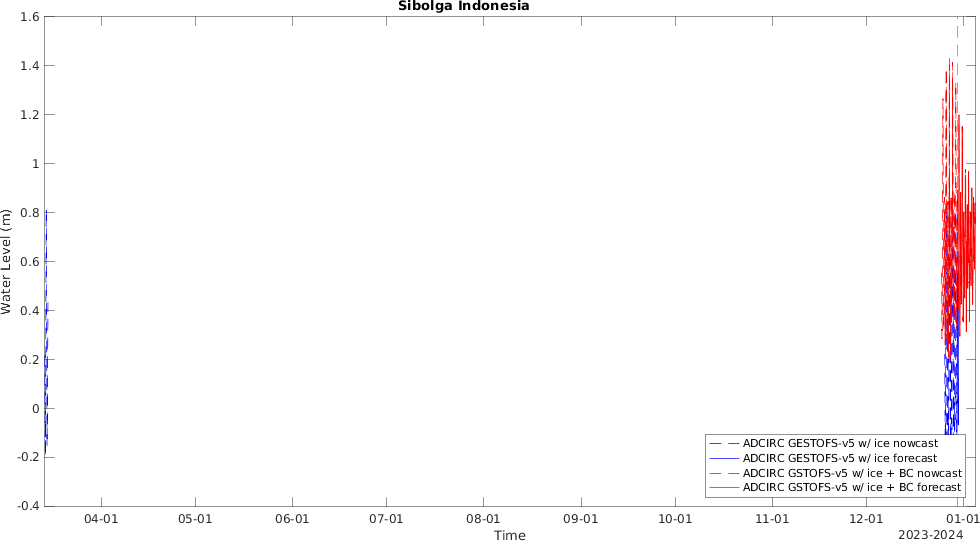 Sibolga Indonesia
1.6
1.4
1.2
1
0.8
0.6
0.4
0.2
0
-0.2
-0.4
Water Level (m)
ADCIRC GESTOFS-v5 w/ ice nowcast
ADCIRC GESTOFS-v5 w/ ice forecast
ADCIRC GSTOFS-v5 w/ ice + BC nowcast
ADCIRC GSTOFS-v5 w/ ice + BC forecast
04-01 05-01 06-01 07-01 08-01 09-01 10-01 11-01 12-01 01-01
Time
2023-2024